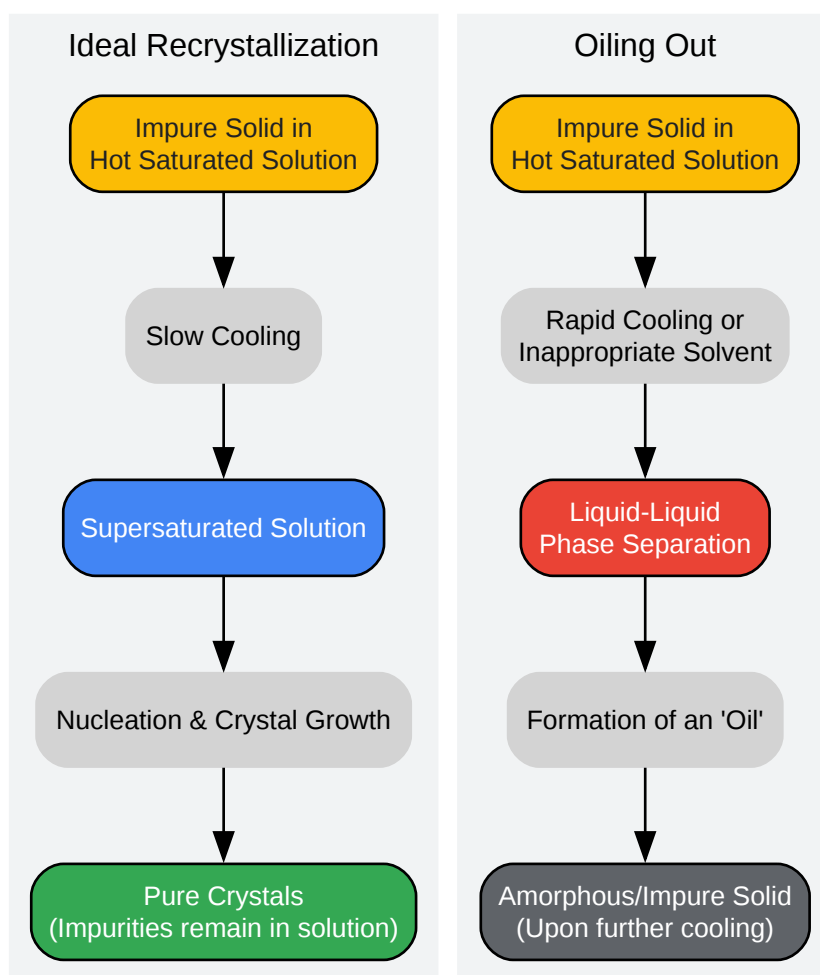 Ideal Recrystallization
Impure Solid in
Hot Saturated Solution
Slow Cooling
Supersaturated Solution
Nucleation & Crystal Growth
Pure Crystals
(Impurities remain in solution)
Oiling Out
Impure Solid in
Hot Saturated Solution
Rapid Cooling or
Inappropriate Solvent
Liquid-Liquid
Phase Separation
Formation of an 'Oil'
Amorphous/Impure Solid
(Upon further cooling)